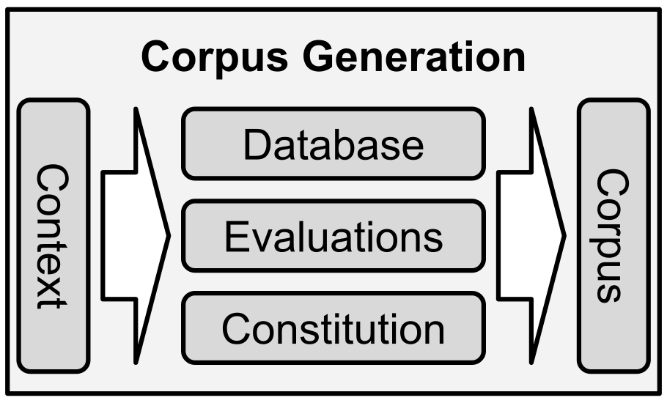 Corpus Generation
Context
Database
Evaluations
Constitution
Corpus